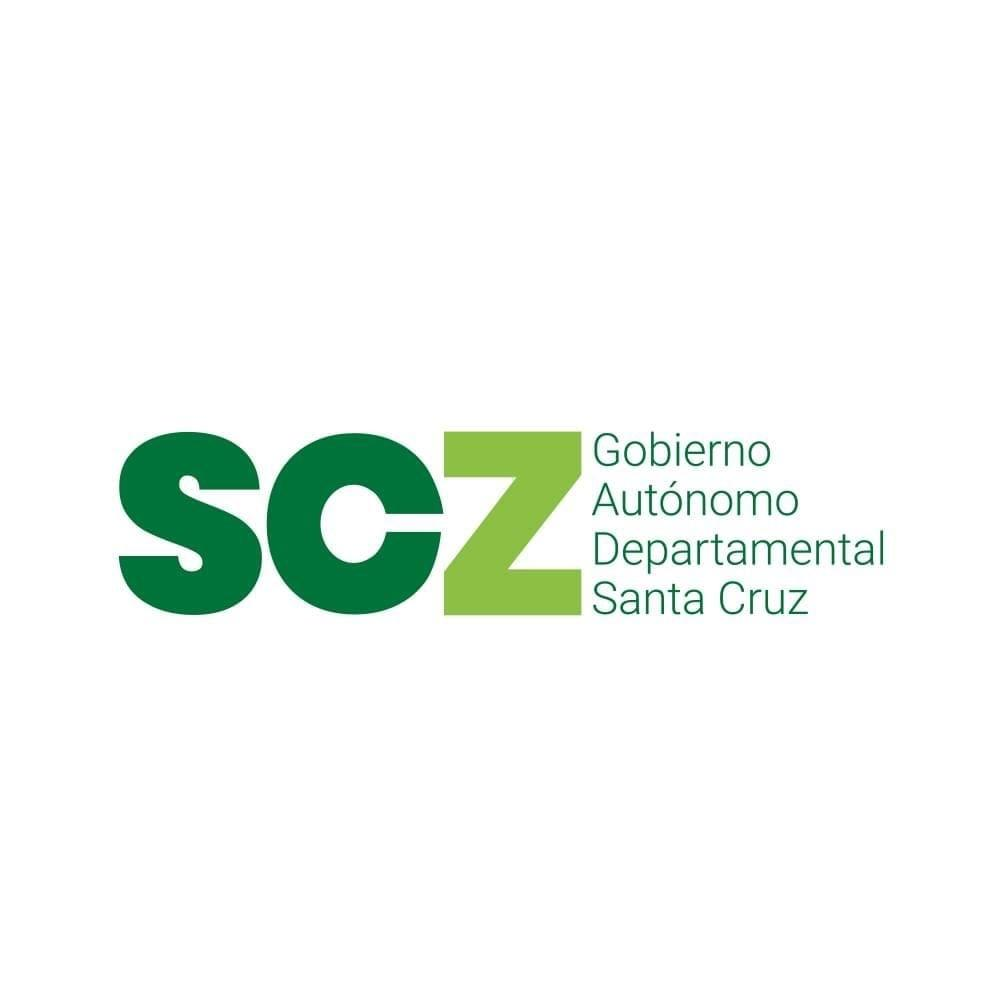 SCZ
Gobierno
Autónomo
Departamental
Santa Cruz